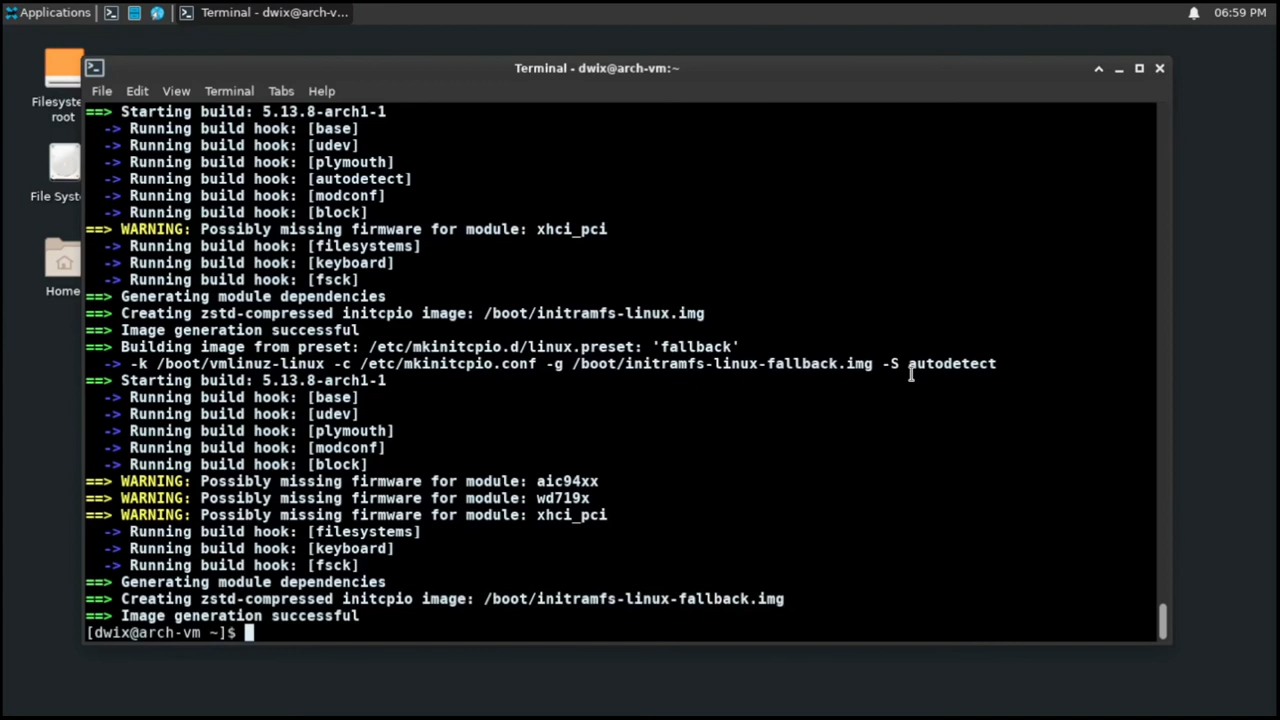 Applications
Terminal - dwix@arch-v...
06:59 PM
Filesyste
root
File Syst
Home
Terminal - dwix@arch-vm:~
File Edit View Terminal Tabs Help
==> Starting build: 5.13.8-arch1-1
-> Running build hook: [base]
-> Running build hook: [udev]
-> Running build hook: [plymouth]
-> Running build hook: [autodetect]
-> Running build hook: [modconf]
-> Running build hook: [block]
==> WARNING: Possibly missing firmware for module: xhci_pci
-> Running build hook: [filesystems]
-> Running build hook: [keyboard]
-> Running build hook: [fsck]
==> Generating module dependencies
==> Creating zstd-compressed initcpio image: /boot/initramfs-linux.img
==> Image generation successful
==> Building image from preset: /etc/mkinitcpio.d/linux.preset: 'fallback'
-> -k /boot/vmlinuz-linux -c /etc/mkinitcpio.conf -g /boot/initramfs-linux-fallback.img -S autodetect
==> Starting build: 5.13.8-arch1-1
-> Running build hook: [base]
-> Running build hook: [udev]
-> Running build hook: [plymouth]
-> Running build hook: [modconf]
-> Running build hook: [block]
==> WARNING: Possibly missing firmware for module: aic94xx
==> WARNING: Possibly missing firmware for module: wd719x
==> WARNING: Possibly missing firmware for module: xhci_pci
-> Running build hook: [filesystems]
-> Running build hook: [keyboard]
-> Running build hook: [fsck]
==> Generating module dependencies
==> Creating zstd-compressed initcpio image: /boot/initramfs-linux-fallback.img
==> Image generation successful
[dwix@arch-vm ~]$